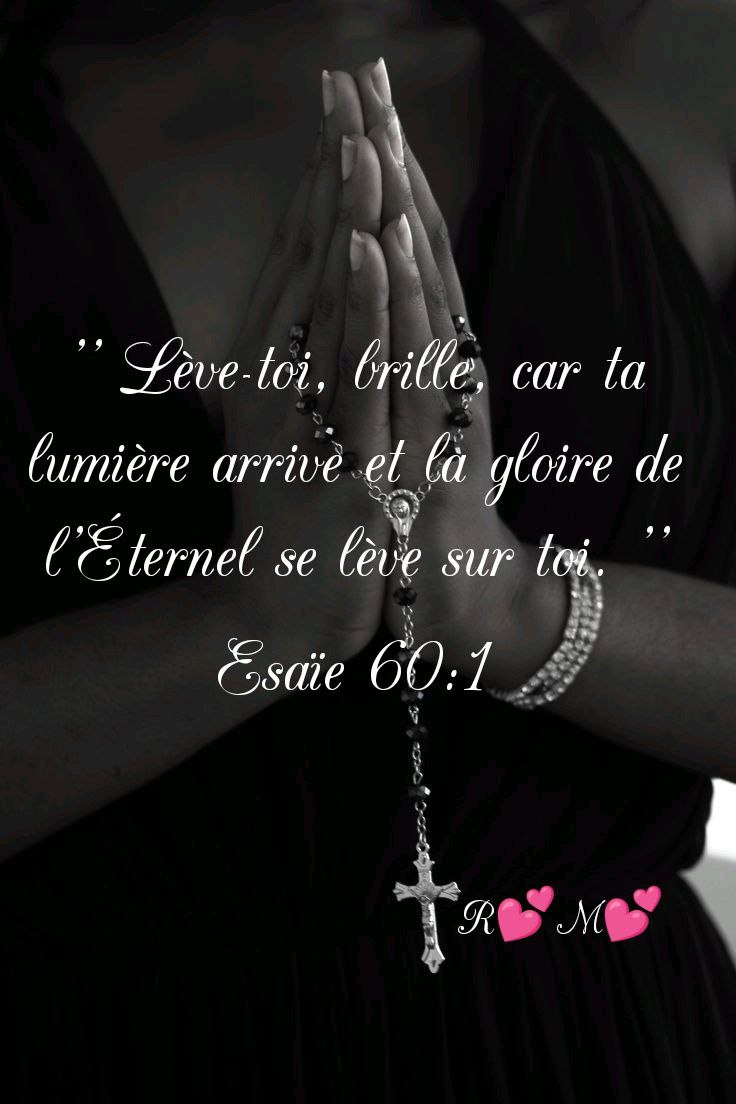 ’’ Lève-toi, brille, car ta
lumière arrive et la gloire de
l’Éternel se lève sur toi. ’’
Esaïe 60:1
R💕 M💕